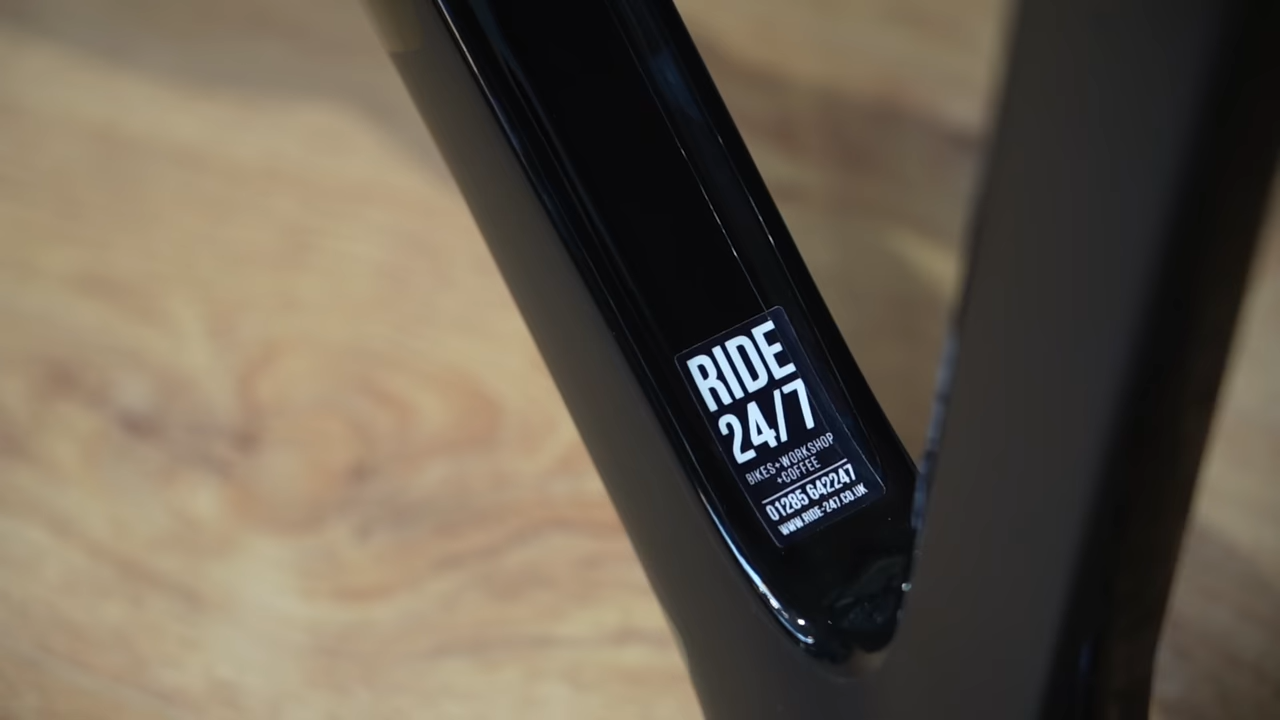 RIDE
24/7
BIKES+WORKSHOP
+COFFEE
01285 642247
WWW.RIDE-247.CO.UK